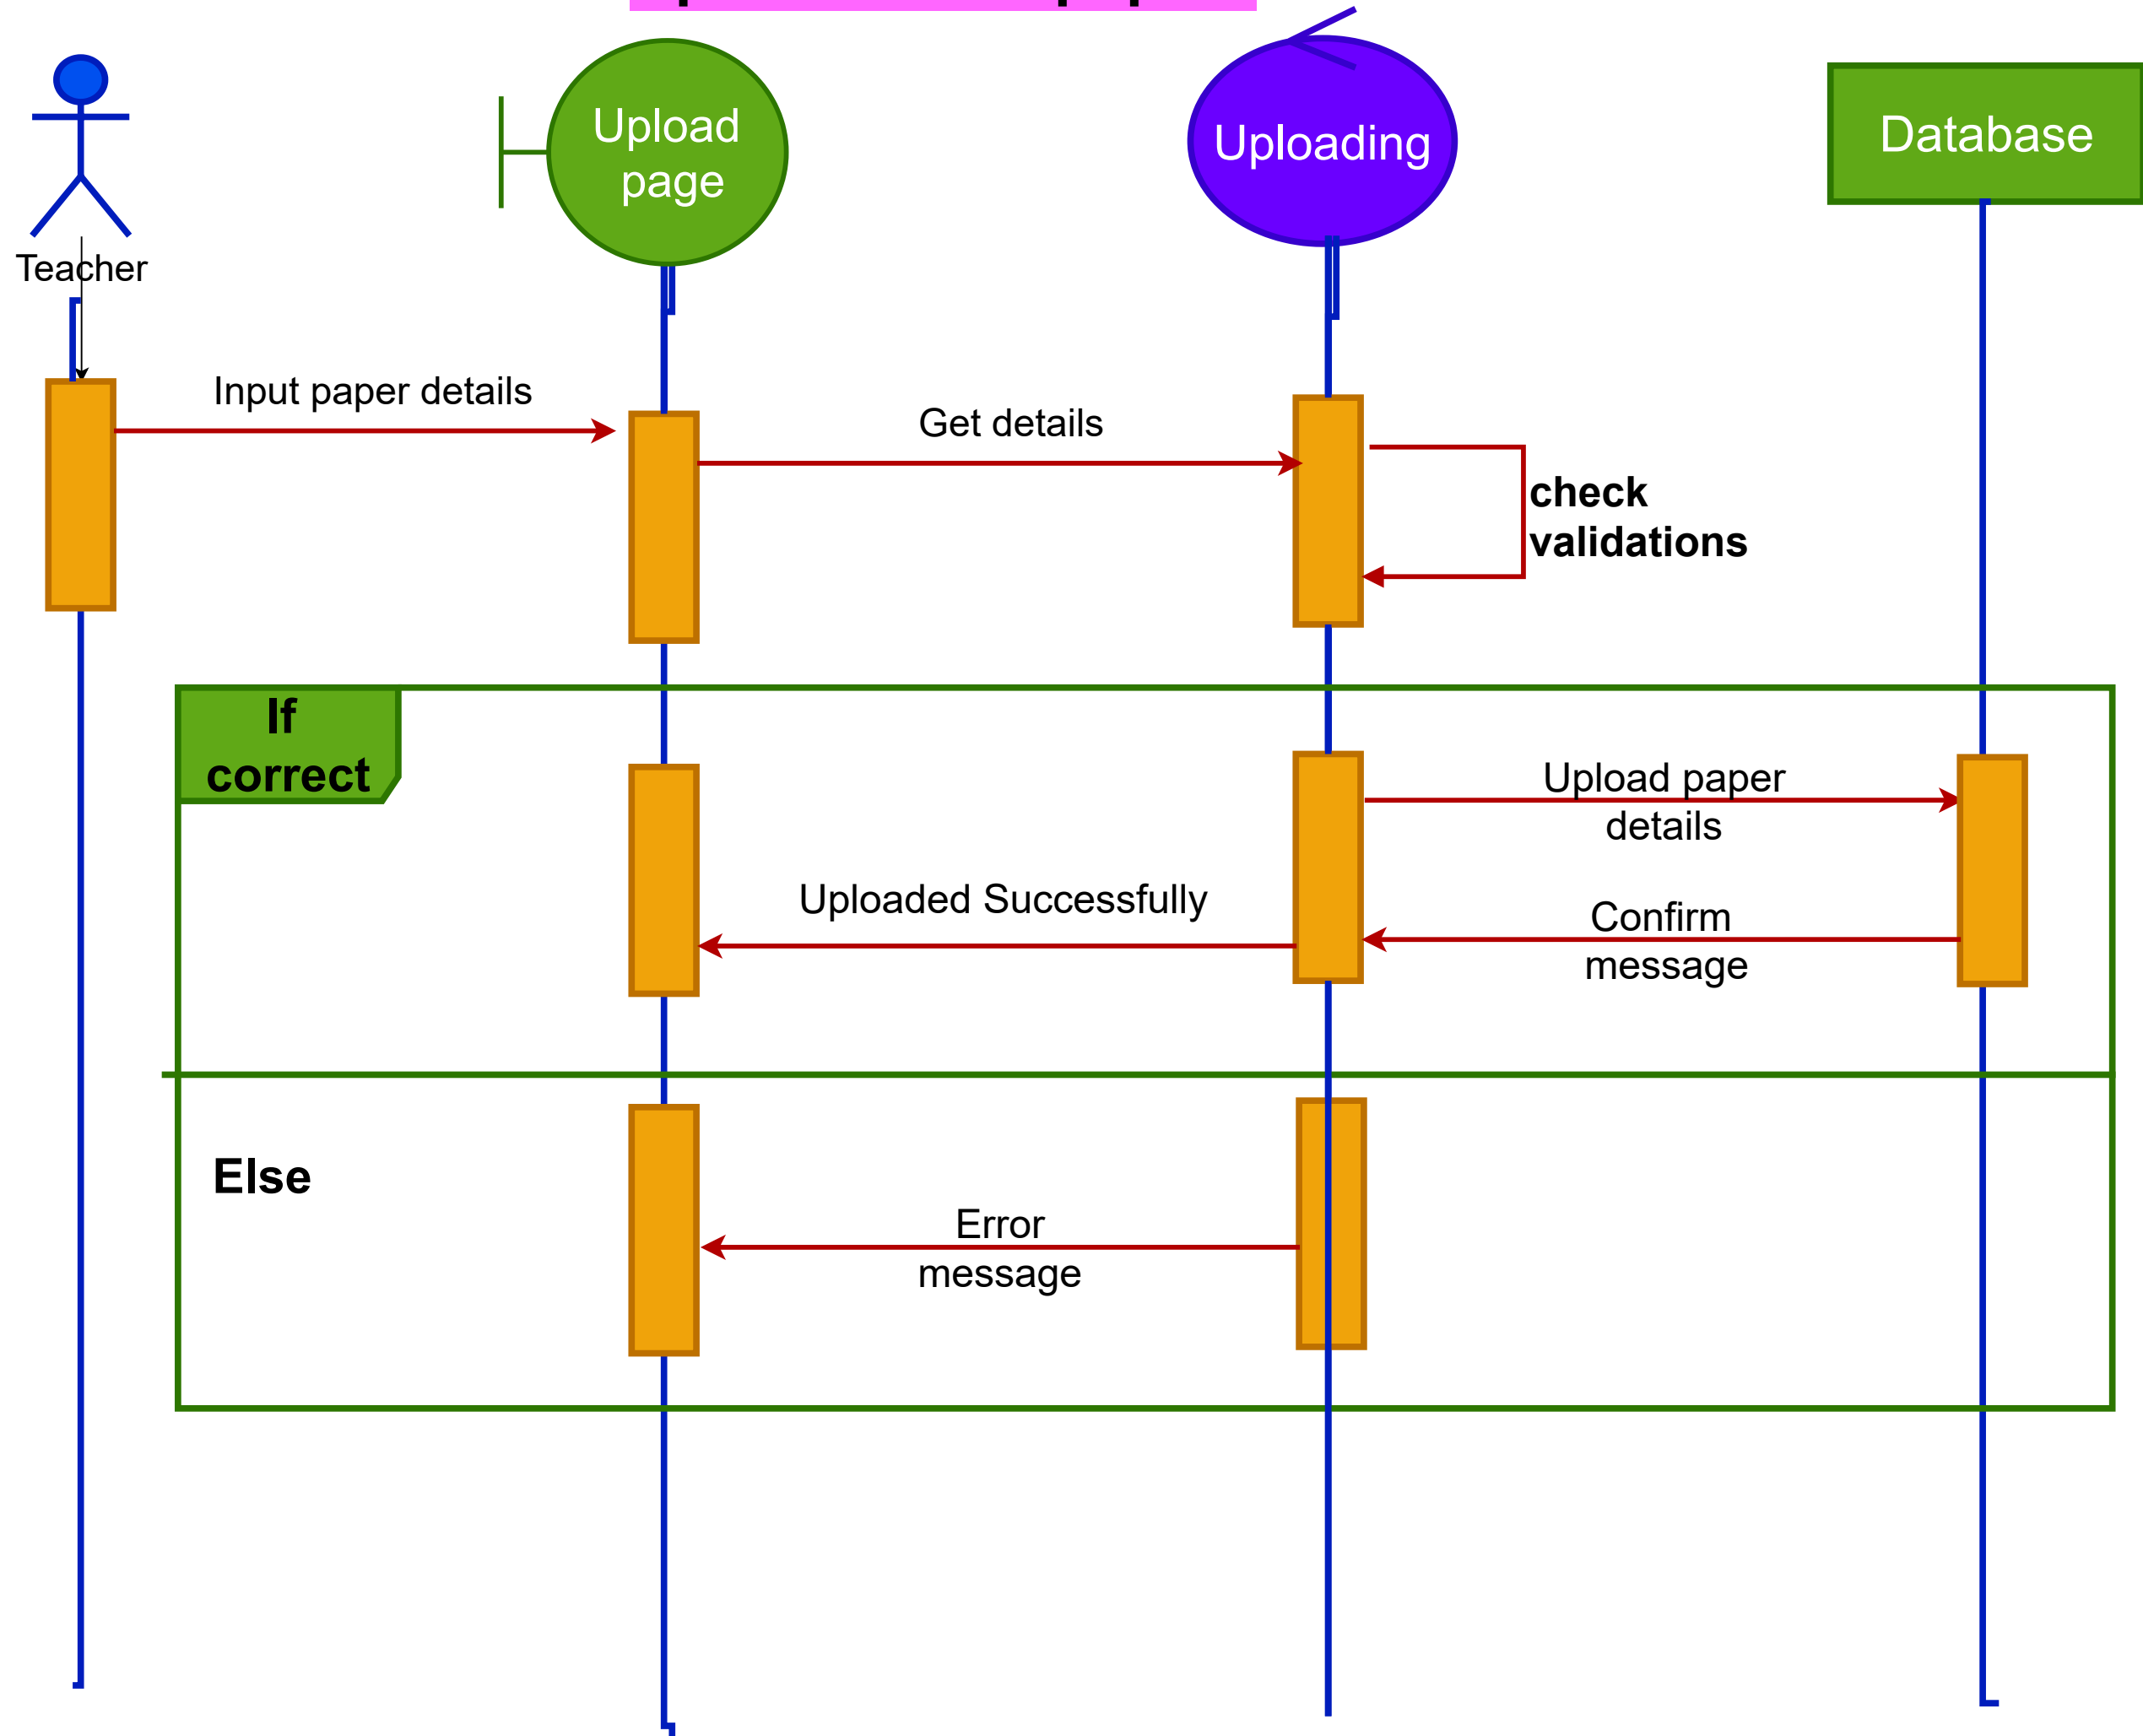 Upload
page
Uploading
Database
Teacher
Input paper details
Get details
check
validations
If
correct
Upload paper
details
Uploaded Successfully
Confirm
message
Else
Error
message